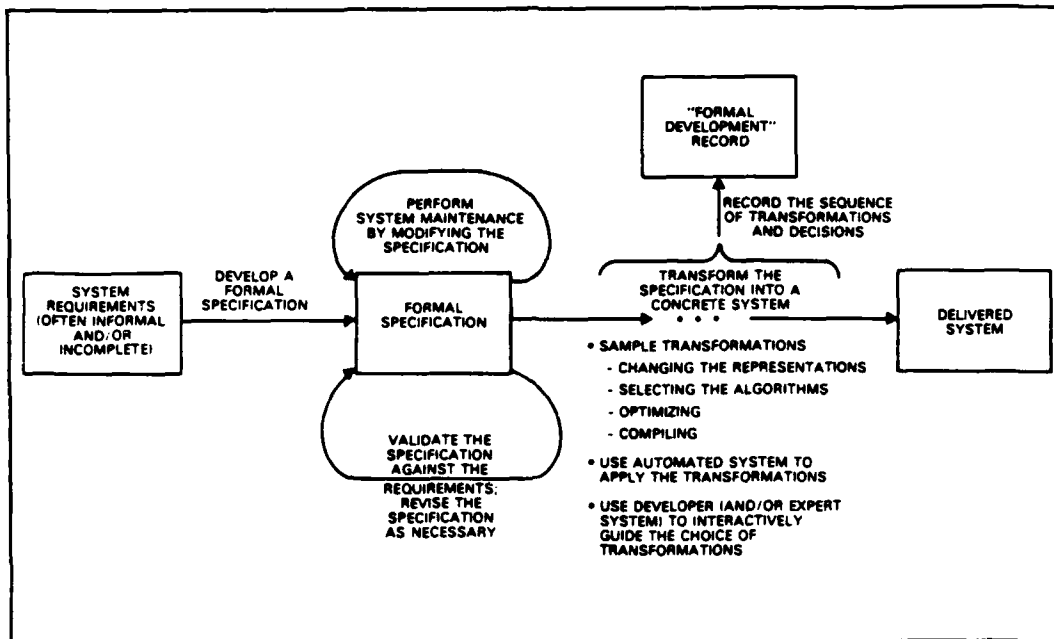 "FORMAL
DEVELOPMENT"
RECORD
PERFORM
SYSTEM MAINTENANCE
BY MODIFYING THE
SPECIFICATION
RECORD THE SEQUENCE
OF TRANSFORMATIONS
AND DECISIONS
SYSTEM
REQUIREMENTS
(OFTEN INFORMAL
AND/OR
INCOMPLETE)
DEVELOP A
FORMAL
SPECIFICATION
FORMAL
SPECIFICATION
TRANSFORM THE
SPECIFICATION INTO A
CONCRETE SYSTEM
• • •
DELIVERED
SYSTEM
• SAMPLE TRANSFORMATIONS
- CHANGING THE REPRESENTATIONS
- SELECTING THE ALGORITHMS
- OPTIMIZING
- COMPILING
• USE AUTOMATED SYSTEM TO
APPLY THE TRANSFORMATIONS
• USE DEVELOPER (AND/OR EXPERT
SYSTEM) TO INTERACTIVELY
GUIDE THE CHOICE OF
TRANSFORMATIONS
VALIDATE THE
SPECIFICATION
AGAINST THE
REQUIREMENTS;
REVISE THE
SPECIFICATION
AS NECESSARY